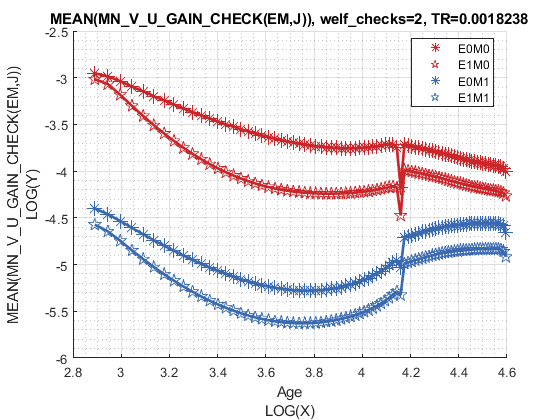 MEAN(MN_V_U_GAIN_CHECK(EM,J)), welf_checks=2, TR=0.0018238
E0M0
E1M0
E0M1
E1M1
-2.5
-3
-3.5
-4
-4.5
-5
-5.5
-6
MEAN(MN_V_U_GAIN_CHECK(EM,J))
LOG(Y)
2.8
3
3.2
3.4
3.6
3.8
4
4.2
4.4
4.6
Age
LOG(X)